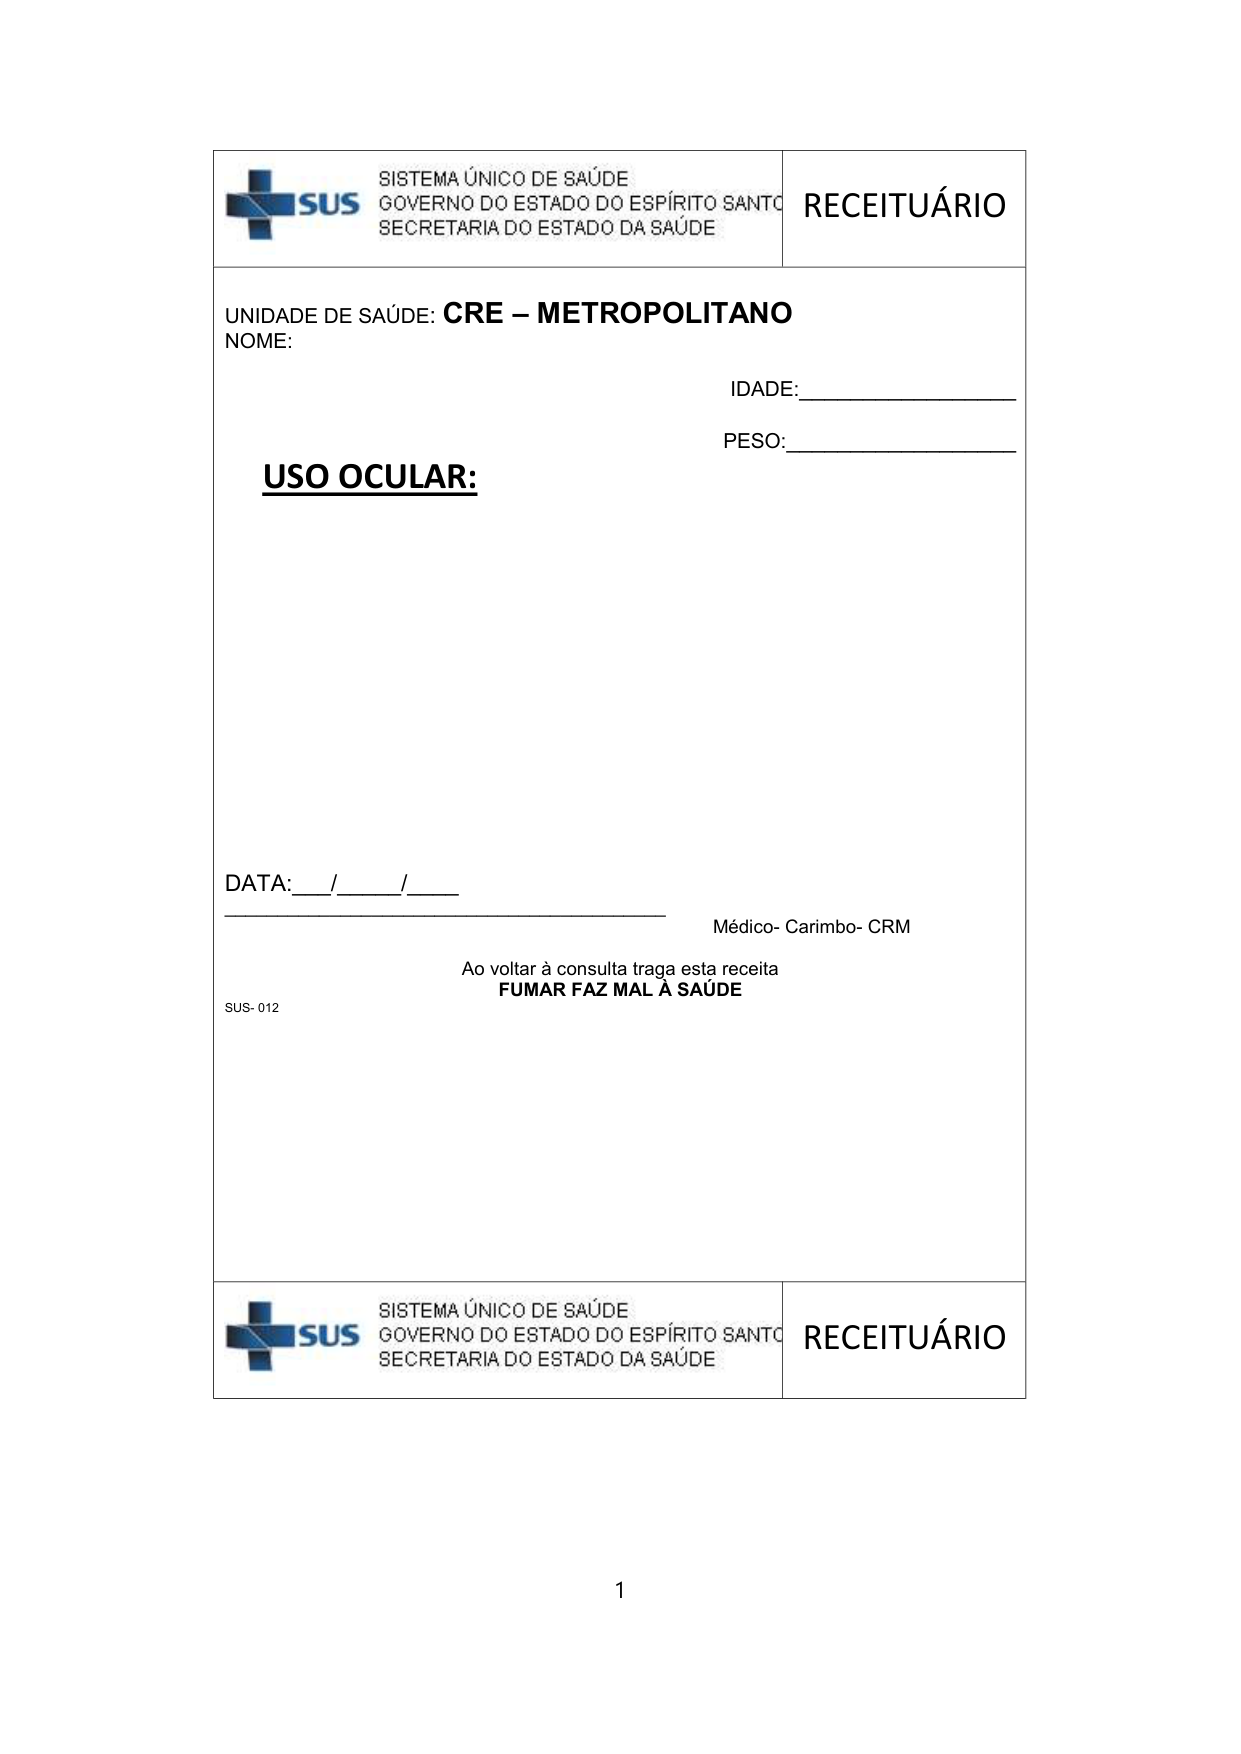 SUS
SISTEMA ÚNICO DE SAÚDE
GOVERNO DO ESTADO DO ESPÍRITO SANTO
SECRETARIA DO ESTADO DA SAÚDE
RECEITUÁRIO
UNIDADE DE SAÚDE: CRE – METROPOLITANO
NOME:
IDADE:__________________
PESO:___________________
USO OCULAR:
DATA:___/_____/____
__________________________________________
Médico- Carimbo- CRM
Ao voltar à consulta traga esta receita
FUMAR FAZ MAL À SAÚDE
SUS- 012
SUS
SISTEMA ÚNICO DE SAÚDE
GOVERNO DO ESTADO DO ESPÍRITO SANTO
SECRETARIA DO ESTADO DA SAÚDE
RECEITUÁRIO
1